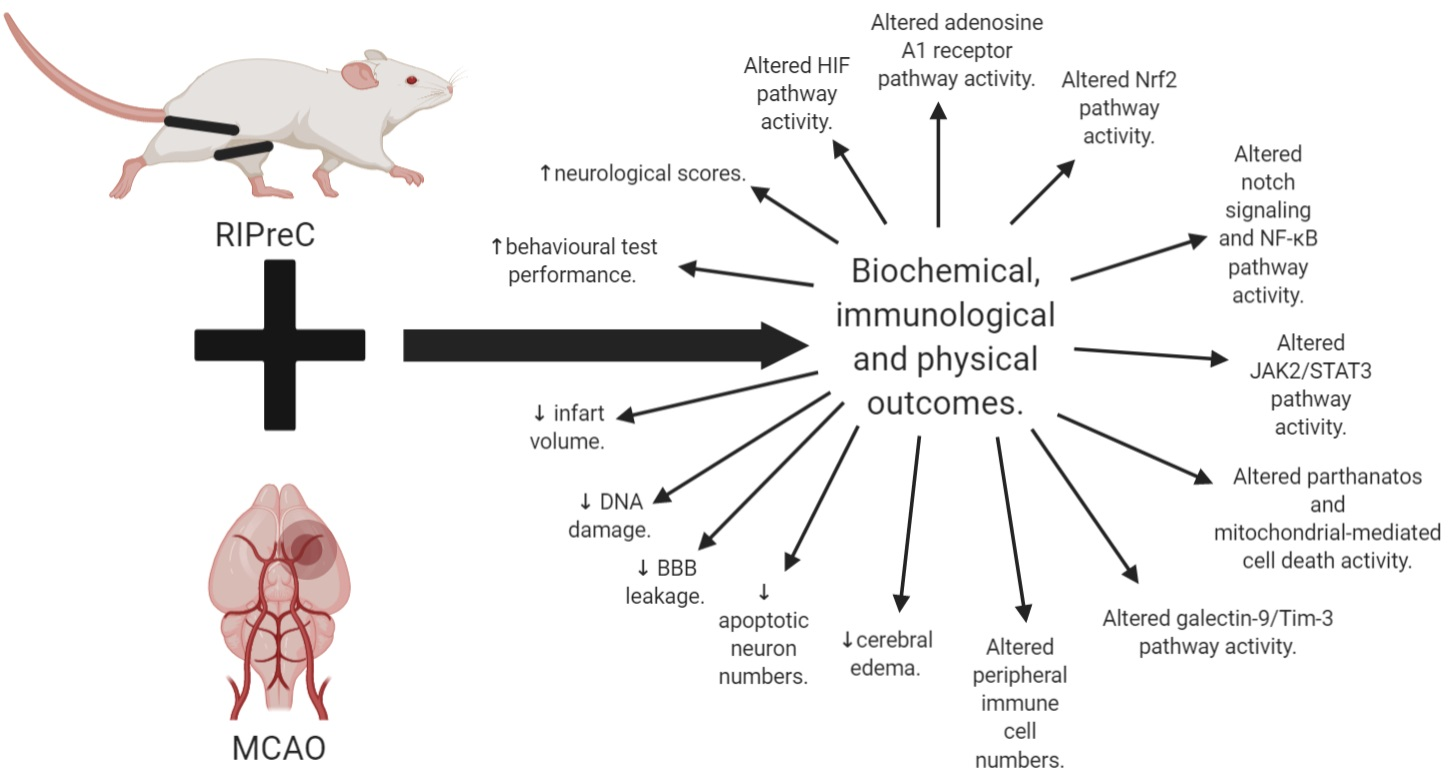 Altered adenosine
A1 receptor
pathway activity.
Altered HIF
pathway
activity.
Altered Nrf2
pathway
activity.
Altered
notch
signaling
and NF-κB
pathway
activity.
↑neurological scores.
↑behavioural test
performance.
RIPreC
Biochemical,
immunological
and physical
outcomes.
Altered
JAK2/STAT3
pathway
activity.
↓ infart
volume.
↓ DNA
damage.
↓ BBB
leakage.
↓
apoptotic
neuron
numbers.
↓cerebral
edema.
Altered
peripheral
immune
cell
numbers.
Altered galectin-9/Tim-3
pathway activity.
Altered parthanatos
and
mitochondrial-mediated
cell death activity.
MCAO